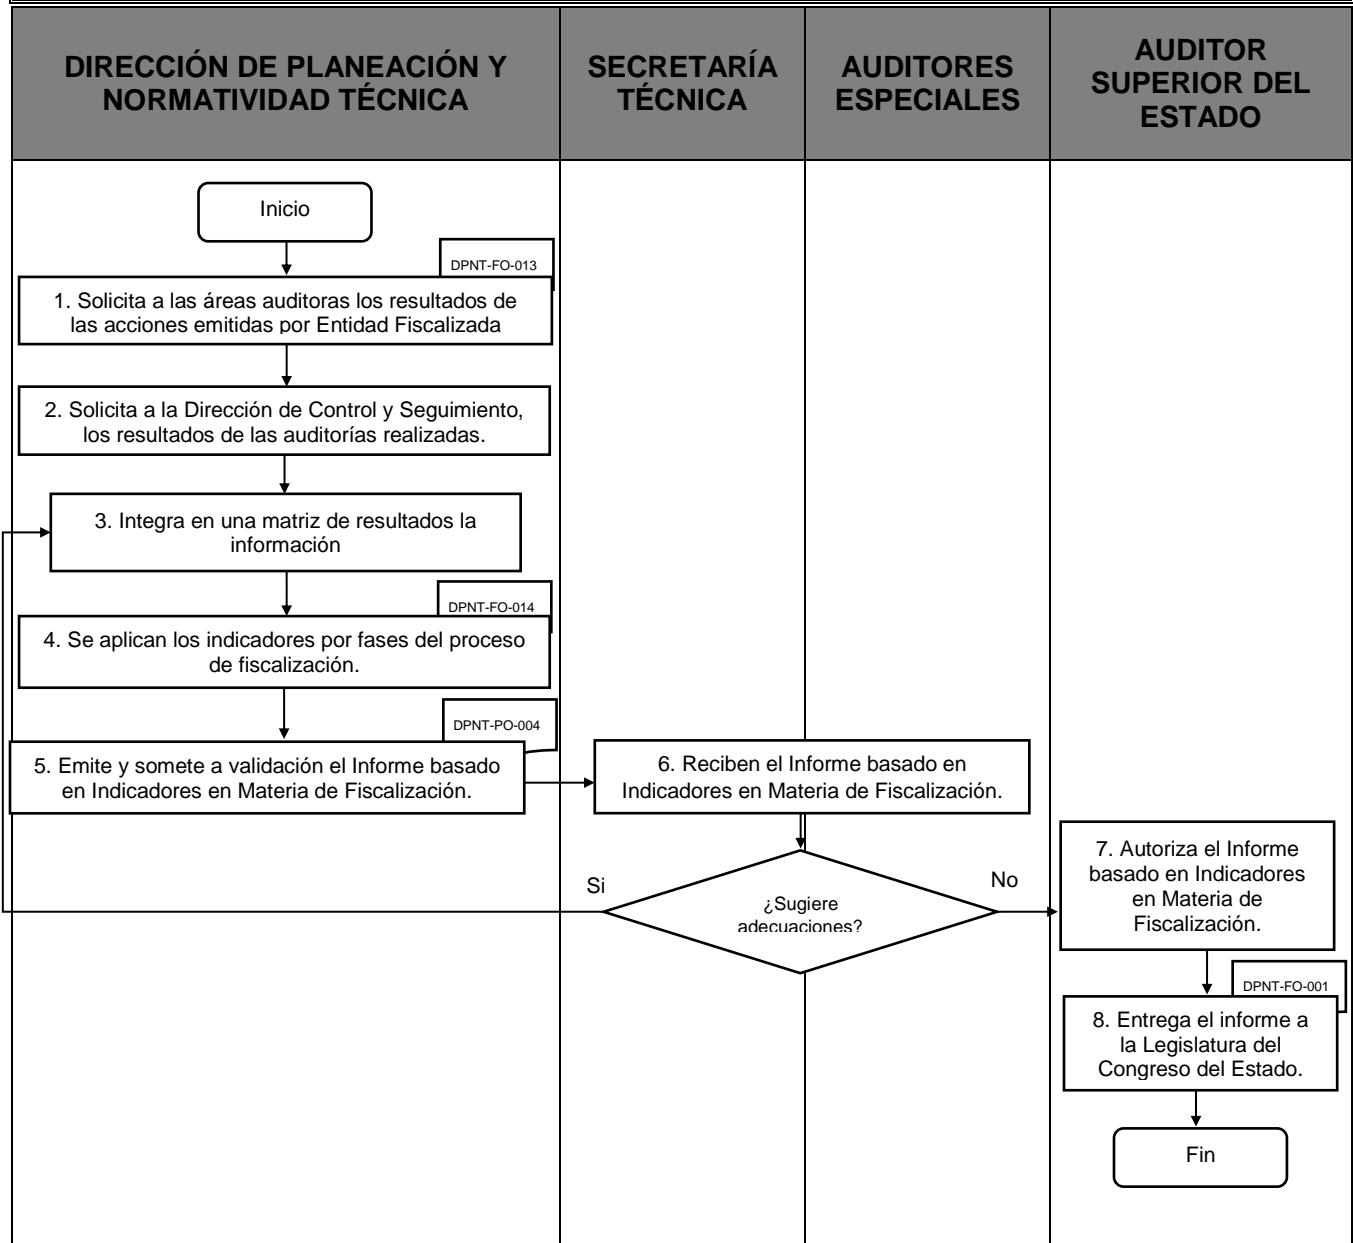 DIRECCIÓN DE PLANEACIÓN Y
NORMATIVIDAD TÉCNICA
SECRETARÍA
TÉCNICA
AUDITORES
ESPECIALES
AUDITOR
SUPERIOR DEL
ESTADO
Inicio
DPNT-FO-013
1. Solicita a las áreas auditoras los resultados de
las acciones emitidas por Entidad Fiscalizada
2. Solicita a la Dirección de Control y Seguimiento,
los resultados de las auditorías realizadas.
3. Integra en una matriz de resultados la
información
DPNT-FO-014
4. Se aplican los indicadores por fases del proceso
de fiscalización.
DPNT-PO-004
5. Emite y somete a validación el Informe basado
en Indicadores en Materia de Fiscalización.
6. Reciben el Informe basado en
Indicadores en Materia de Fiscalización.
Si
¿Sugiere
adecuaciones?
No
7. Autoriza el Informe
basado en Indicadores
en Materia de
Fiscalización.
DPNT-FO-001
8. Entrega el informe a
la Legislatura del
Congreso del Estado.
Fin